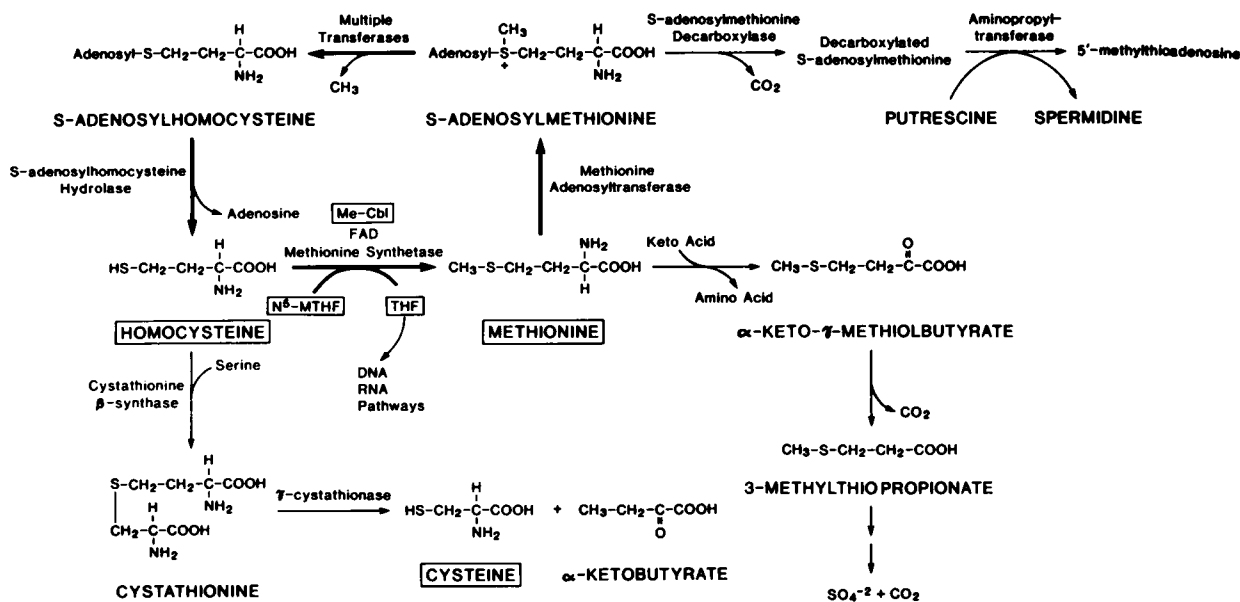 Adenosyl-S-CH₂-CH₂-C-COOH
H
NH₂
S-ADENOSYLHOMOCYSTEINE
Multiple
Transferases
CH₃
CH₃
Adenosyl-S-CH₂-CH₂-C-COOH
+
H
NH₂
S-ADENOSYLMETHIONINE
S-adenosylmethionine
Decarboxylase
CO₂
Decarboxylated
S-adenosylmethionine
Aminopropyl-
transferase
5'-methylthioadenosine
PUTRESCINE
SPERMIDINE
S-adenosylhomocysteine
Hydrolase
Adenosine
Methionine
Adenosyltransferase
HS-CH₂-CH₂-C-COOH
H
NH₂
HOMOCYSTEINE
Me-Cbl
FAD
Methionine Synthetase
N⁵-MTHF
THF
DNA
RNA
Pathways
CH₃-S-CH₂-CH₂-C-COOH
NH₂
H
METHIONINE
Keto Acid
Amino Acid
O
CH₃-S-CH₂-CH₂-C-COOH
α-KETO-γ-METHIOLBUTYRATE
CO₂
CH₃-S-CH₂-CH₂-COOH
3-METHYLTHIOPROPIONATE
SO₄⁻² + CO₂
Cystathionine
β-synthase
Serine
H
S-CH₂-CH₂-C-COOH
NH₂
H
CH₂-C-COOH
NH₂
CYSTATHIONINE
γ-cystathionase
H
HS-CH₂-C-COOH
NH₂
CYSTEINE
+
CH₃-CH₂-C-COOH
O
α-KETOBUTYRATE